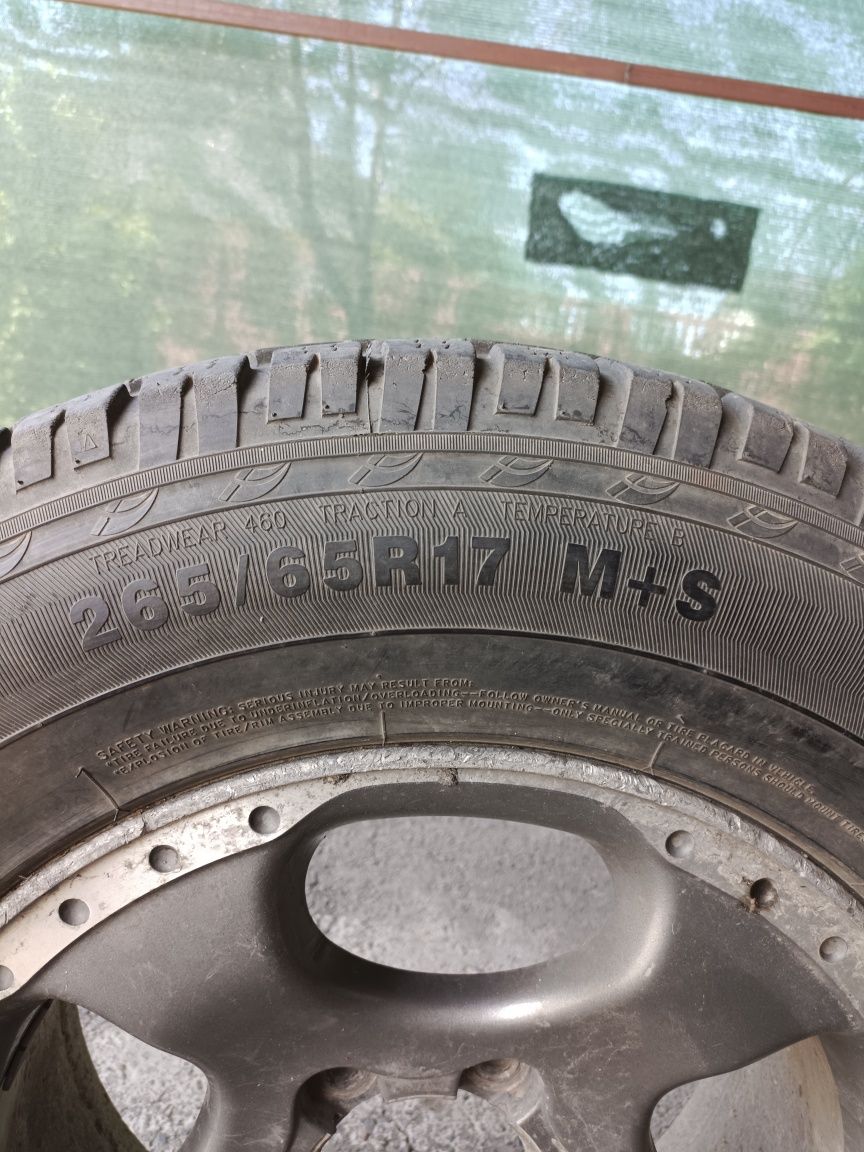 TREADWEAR 460 TRACTION A TEMPERATURE B
265/65R17 M+S
SAFETY WARNING: SERIOUS INJURY MAY RESULT FROM:
*TIRE FAILURE DUE TO UNDERINFLATION/OVERLOADING--FOLLOW OWNER'S MANUAL OR TIRE PLACARD IN VEHICLE.
*EXPLOSION OF TIRE/RIM ASSEMBLY DUE TO IMPROPER MOUNTING--ONLY SPECIALLY TRAINED PERSONS SHOULD MOUNT TIRES